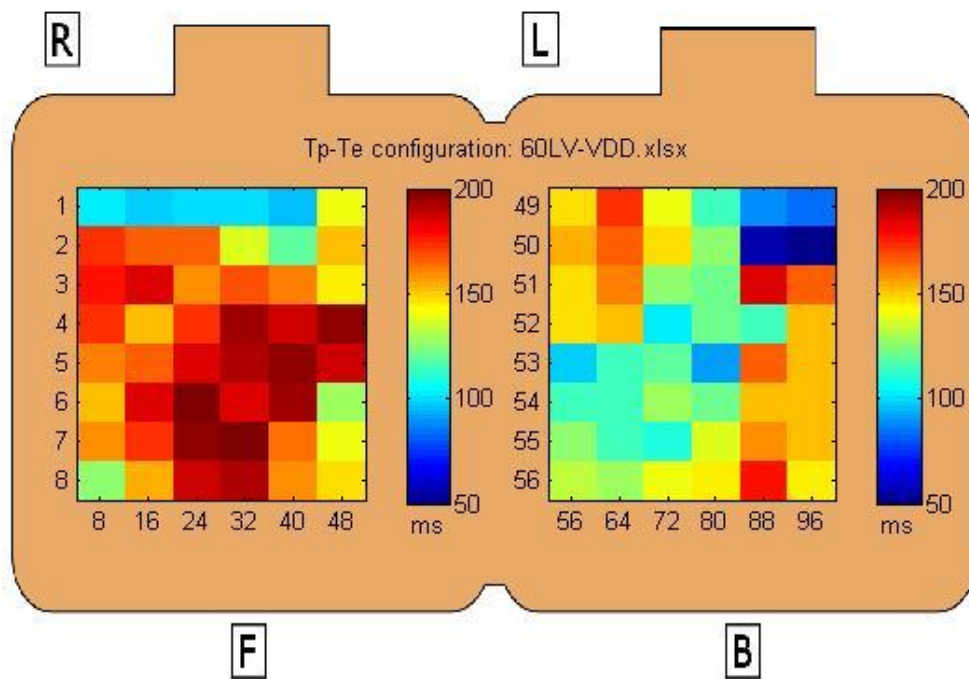 R L
Tp-Te configuration: 60LV-VDD.xlsx
1 200 49 200
2 50
3 150 51 150
4 52
5 53
6 100 54 100
7 55
8 50 56 50
8 16 24 32 40 48 ms 56 64 72 80 88 96 ms
F B